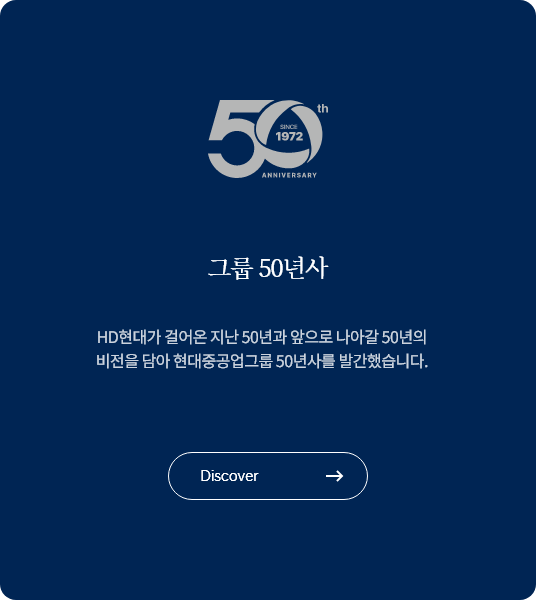 50th
SINCE
1972
ANNIVERSARY
그룹 50년사
HD현대가 걸어온 지난 50년과 앞으로 나아갈 50년의
비전을 담아 현대중공업그룹 50년사를 발간했습니다.
Discover